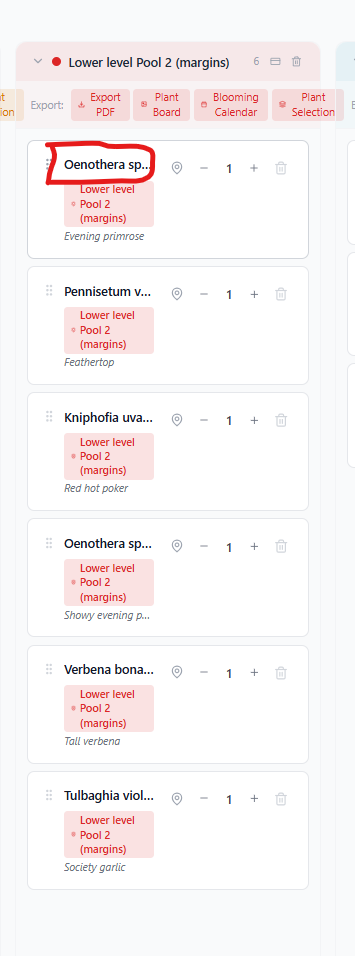 Lower level Pool 2 (margins) 6
Export:
Export
PDF
Plant
Board
Blooming
Calendar
Plant
Selection
Oenothera sp... 1
Lower level
Pool 2
(margins)
Evening primrose
Pennisetum v... 1
Lower level
Pool 2
(margins)
Feathertop
Kniphofia uva... 1
Lower level
Pool 2
(margins)
Red hot poker
Oenothera sp... 1
Lower level
Pool 2
(margins)
Showy evening p...
Verbena bona... 1
Lower level
Pool 2
(margins)
Tall verbena
Tulbaghia viol... 1
Lower level
Pool 2
(margins)
Society garlic